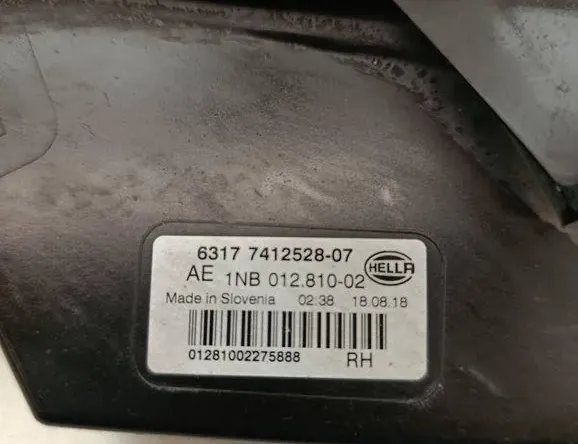 6317 7412528-07
AE 1NB 012.810-02 HELLA
Made in Slovenia 02:38 18.08.18
01281002275888 RH